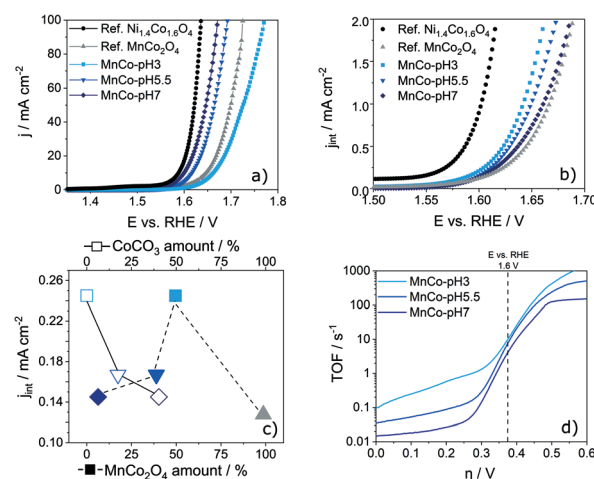 Ref. Ni1.4Co1.6O4
Ref. MnCo2O4
MnCo-pH3
MnCo-pH5.5
MnCo-pH7
100
80
60
40
20
0
j / mA cm-2
1.4 1.5 1.6 1.7 1.8
E vs. RHE / V
a)
Ref. Ni1.4Co1.6O4
Ref. MnCo2O4
MnCo-pH3
MnCo-pH5.5
MnCo-pH7
2.0
1.5
1.0
0.5
0.0
jint / mA cm-2
1.50 1.55 1.60 1.65 1.70
E vs. RHE / V
b)
CoCO3 amount / %
0 25 50 75 100
0.28
0.24
0.20
0.16
0.12
0.10
jint / mA cm-2
0 25 50 75 100
MnCo2O4 amount / %
c)
E vs. RHE
1.6 V
MnCo-pH3
MnCo-pH5.5
MnCo-pH7
1000
100
10
1
0.1
0.01
TOF / s-1
0.0 0.1 0.2 0.3 0.4 0.5 0.6
η / V
d)